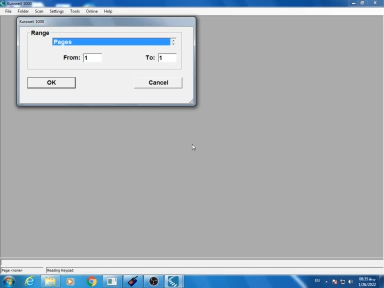 Kurzweil 1000
File Folder Scan Settings Tools Online Help
Kurzweil 1000
Range
Pages
From: 1 To: 1
OK Cancel
Page <none> Reading Keypad
EN
1/26/2022